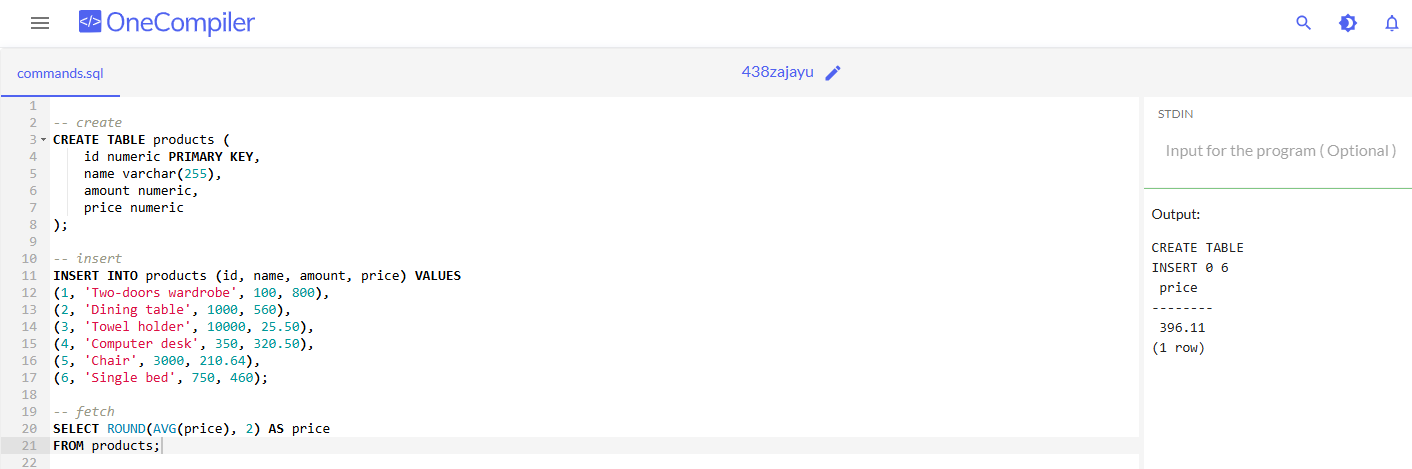 OneCompiler
commands.sql
438zajayu
1
2 -- create
3 CREATE TABLE products (
4     id numeric PRIMARY KEY,
5     name varchar(255),
6     amount numeric,
7     price numeric
8 );
9
10 -- insert
11 INSERT INTO products (id, name, amount, price) VALUES
12 (1, 'Two-doors wardrobe', 100, 800),
13 (2, 'Dining table', 1000, 560),
14 (3, 'Towel holder', 10000, 25.50),
15 (4, 'Computer desk', 350, 320.50),
16 (5, 'Chair', 3000, 210.64),
17 (6, 'Single bed', 750, 460);
18
19 -- fetch
20 SELECT ROUND(AVG(price), 2) AS price
21 FROM products;
22
STDIN
Input for the program ( Optional )
Output:
CREATE TABLE
INSERT 0 6
 price
--------
 396.11
(1 row)